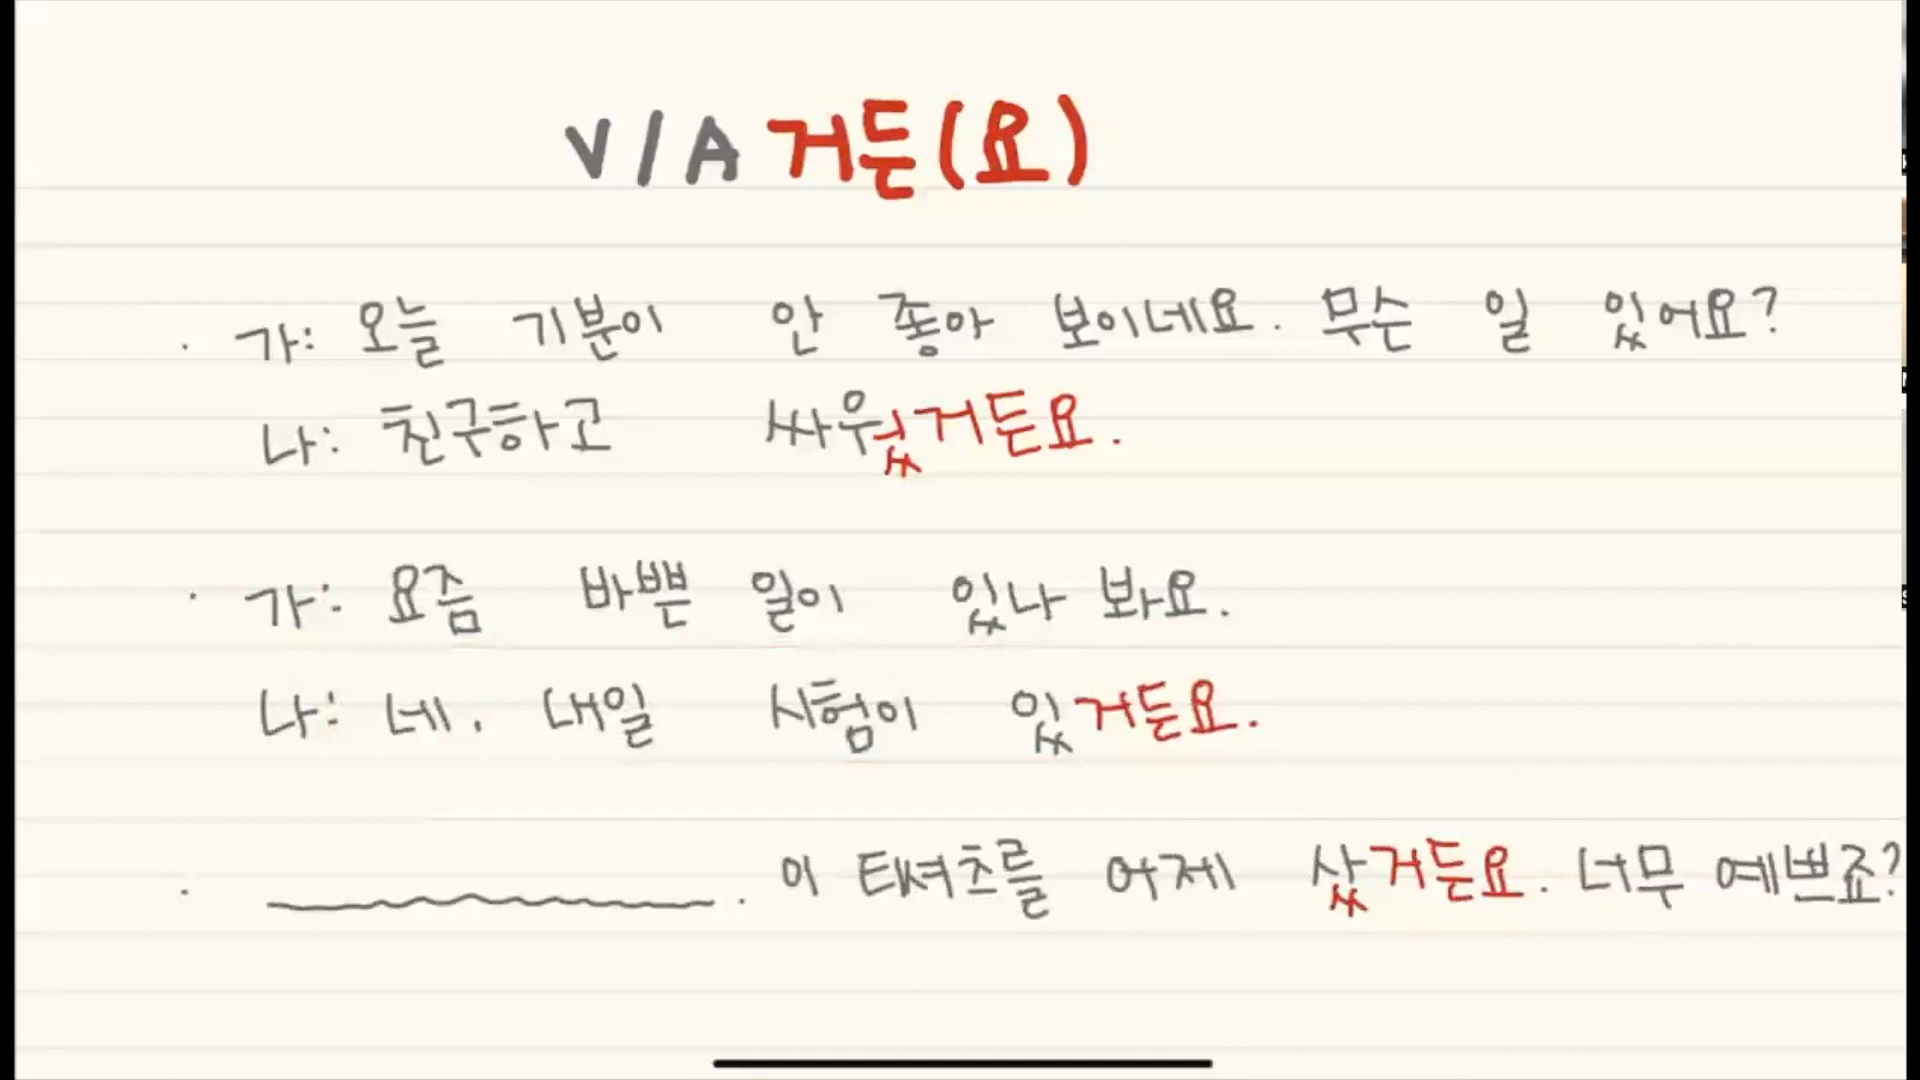 V/A 거든(요)
· 가: 오늘 기분이 안 좋아 보이네요. 무슨 일 있어요?
나: 친구하고 싸웠거든요.
· 가: 요즘 바쁜 일이 있나 봐요.
나: 네. 내일 시험이 있거든요.
· ________. 이 티셔츠를 어제 샀거든요. 너무 예쁘죠?